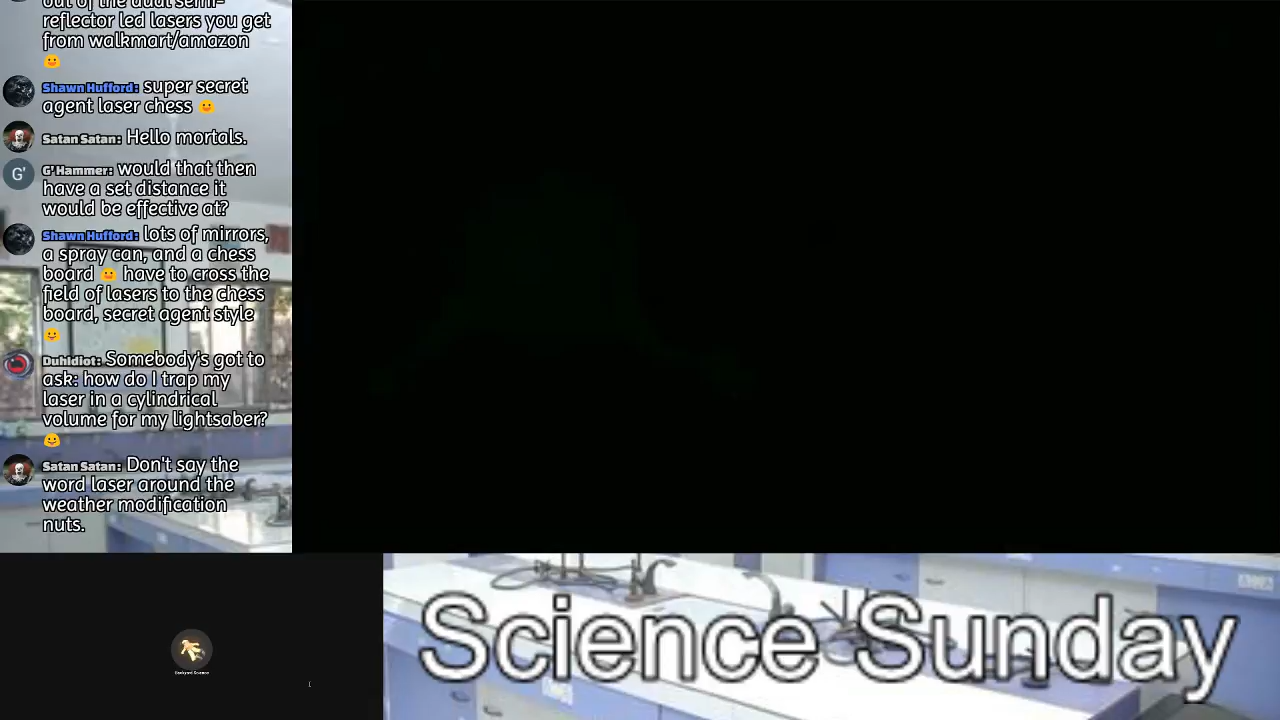 out of the dual semi-
reflector led lasers you get
from walkmart/amazon
Shawn Hufford: super secret
agent laser chess
Satan Satan: Hello mortals.
G'
G' Hammer: would that then
have a set distance it
would be effective at?
Shawn Hufford: lots of mirrors,
a spray can, and a chess
board have to cross the
field of lasers to the chess
board, secret agent style
DuhIdiot: Somebody's got to
ask: how do I trap my
laser in a cylindrical
volume for my lightsaber?
Satan Satan: Don't say the
word laser around the
weather modification
nuts.
Backyard Science
Science Sunday